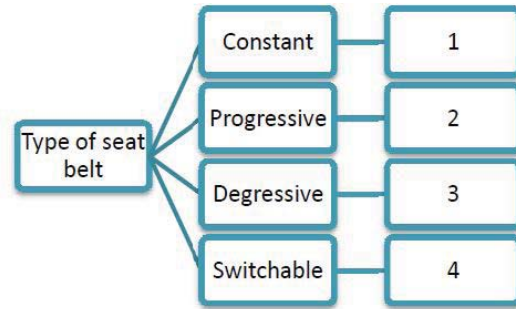 Type of seat
belt
Constant
1
Progressive
2
Degressive
3
Switchable
4